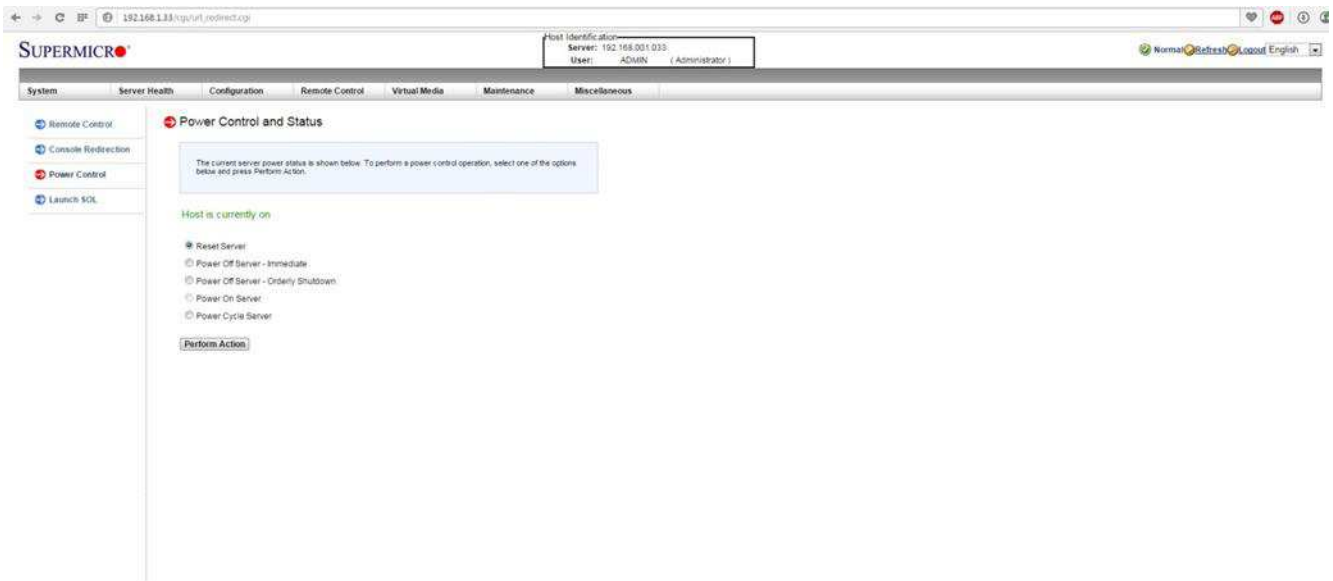 192.168.1.33/cgi/url_redirect.cgi
SUPERMICRO
Host Identification
Server: 192.168.001.033
User: ADMIN (Administrator)
Normal Refresh Logout English
System Server Health Configuration Remote Control Virtual Media Maintenance Miscellaneous
Remote Control
Console Redirection
Power Control
Launch SOL
Power Control and Status
The current server power status is shown below. To perform a power control operation, select one of the options
below and press Perform Action.
Host is currently on
Reset Server
Power Off Server - Immediate
Power Off Server - Orderly Shutdown
Power On Server
Power Cycle Server
Perform Action